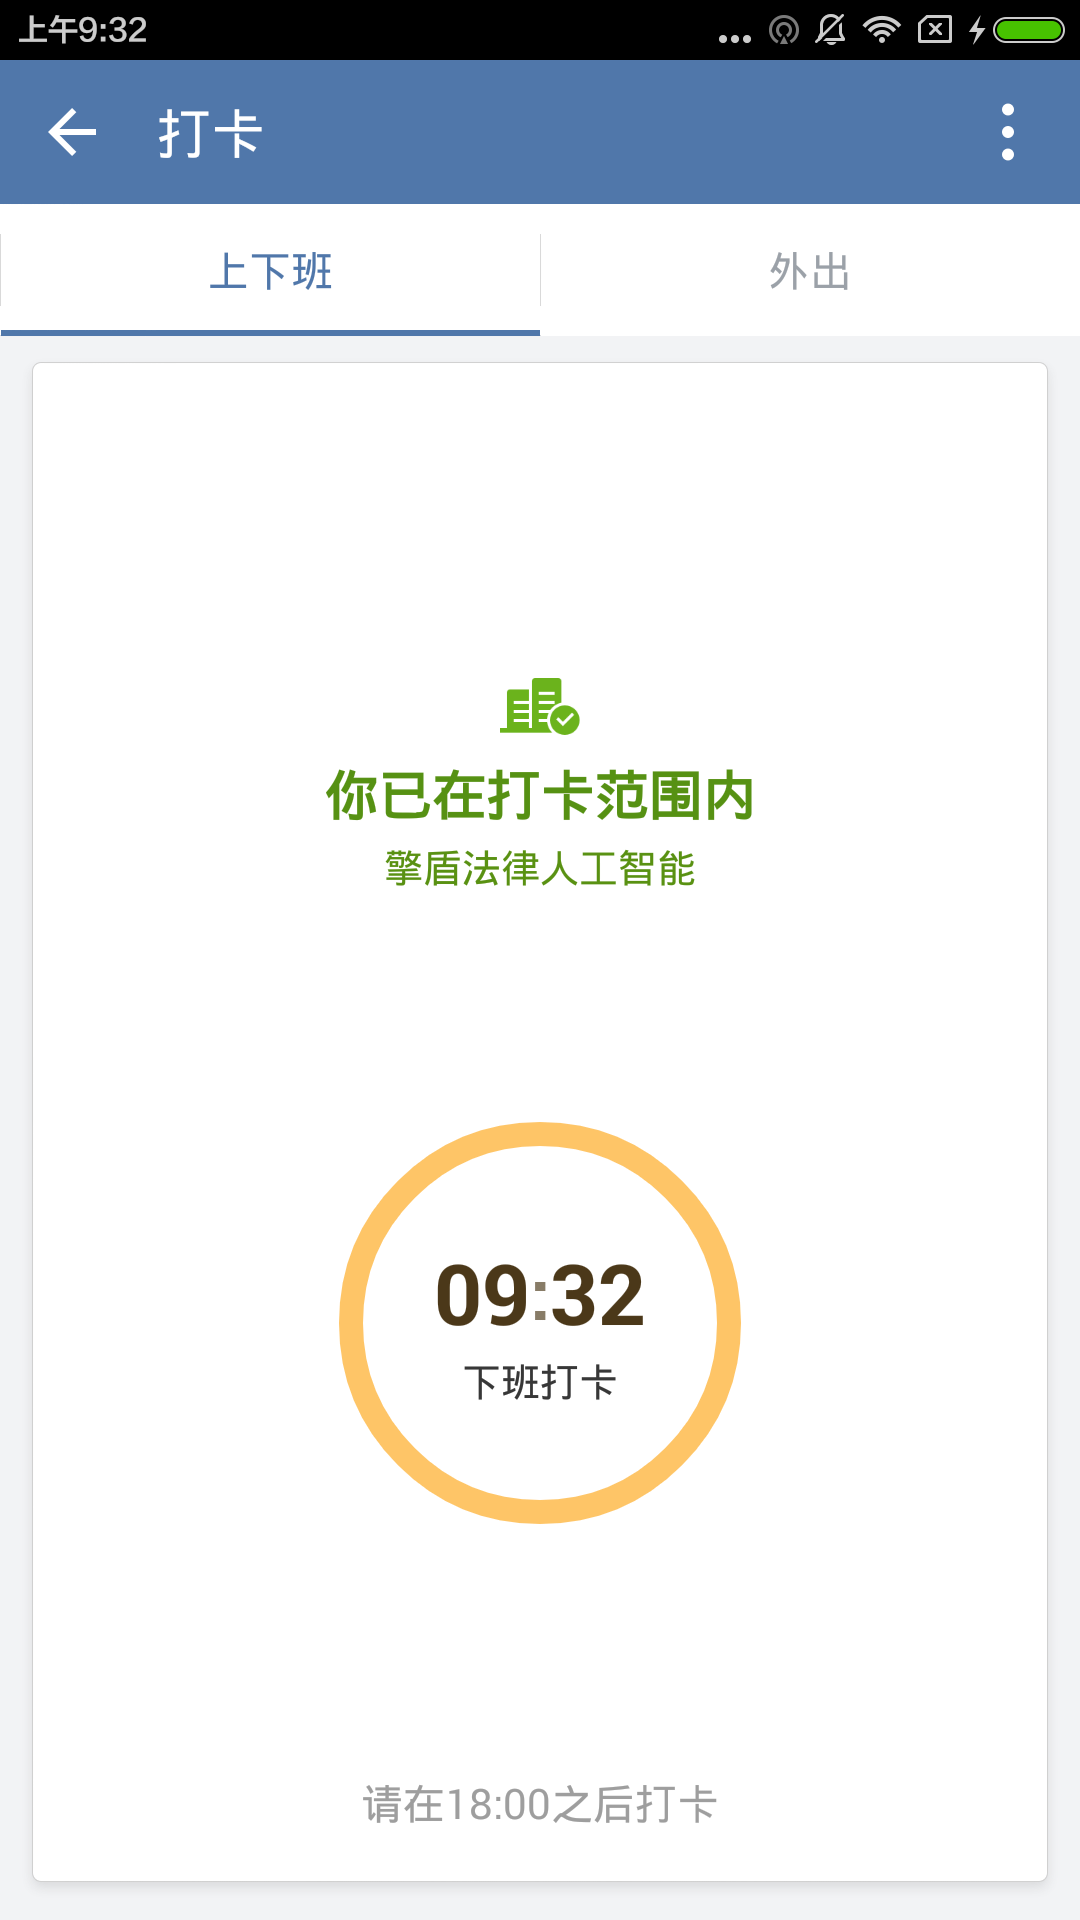 上午9:32
打卡
上下班
外出
你已在打卡范围内
擎盾法律人工智能
09:32
下班打卡
请在18:00之后打卡